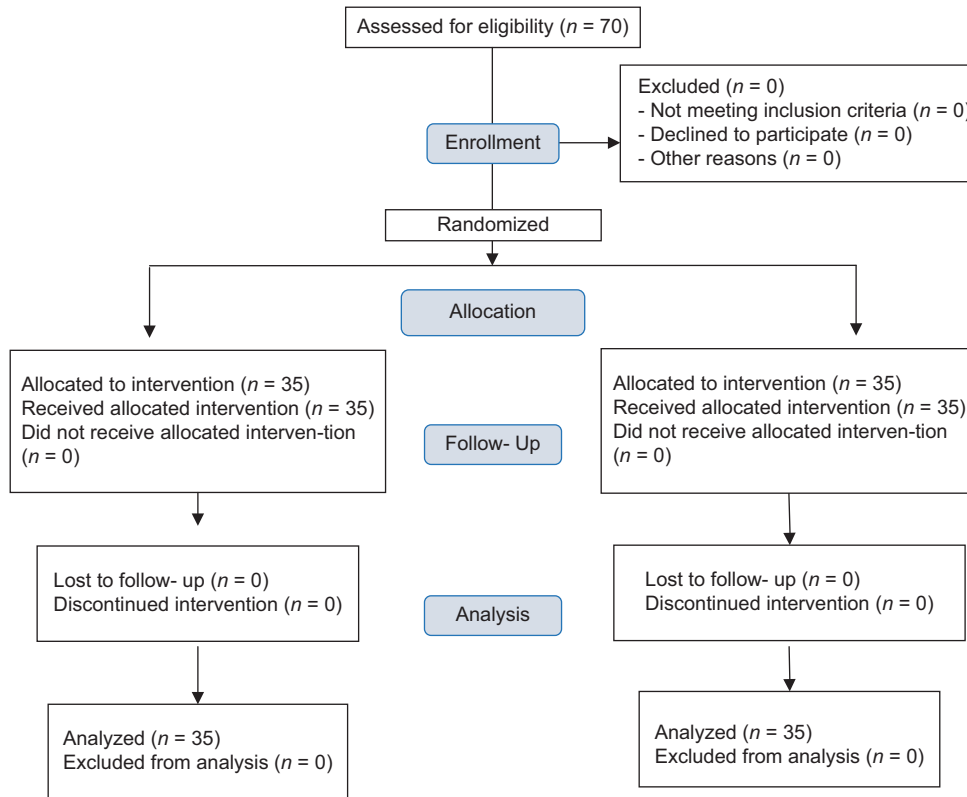 Assessed for eligibility (n = 70)
Excluded (n = 0)
- Not meeting inclusion criteria (n = 0)
- Declined to participate (n = 0)
- Other reasons (n = 0)
Enrollment
Randomized
Allocation
Allocated to intervention (n = 35)
Received allocated intervention (n = 35)
Did not receive allocated interven-tion
(n = 0)
Allocated to intervention (n = 35)
Received allocated intervention (n = 35)
Did not receive allocated interven-tion
(n = 0)
Follow- Up
Lost to follow- up (n = 0)
Discontinued intervention (n = 0)
Lost to follow- up (n = 0)
Discontinued intervention (n = 0)
Analysis
Analyzed (n = 35)
Excluded from analysis (n = 0)
Analyzed (n = 35)
Excluded from analysis (n = 0)